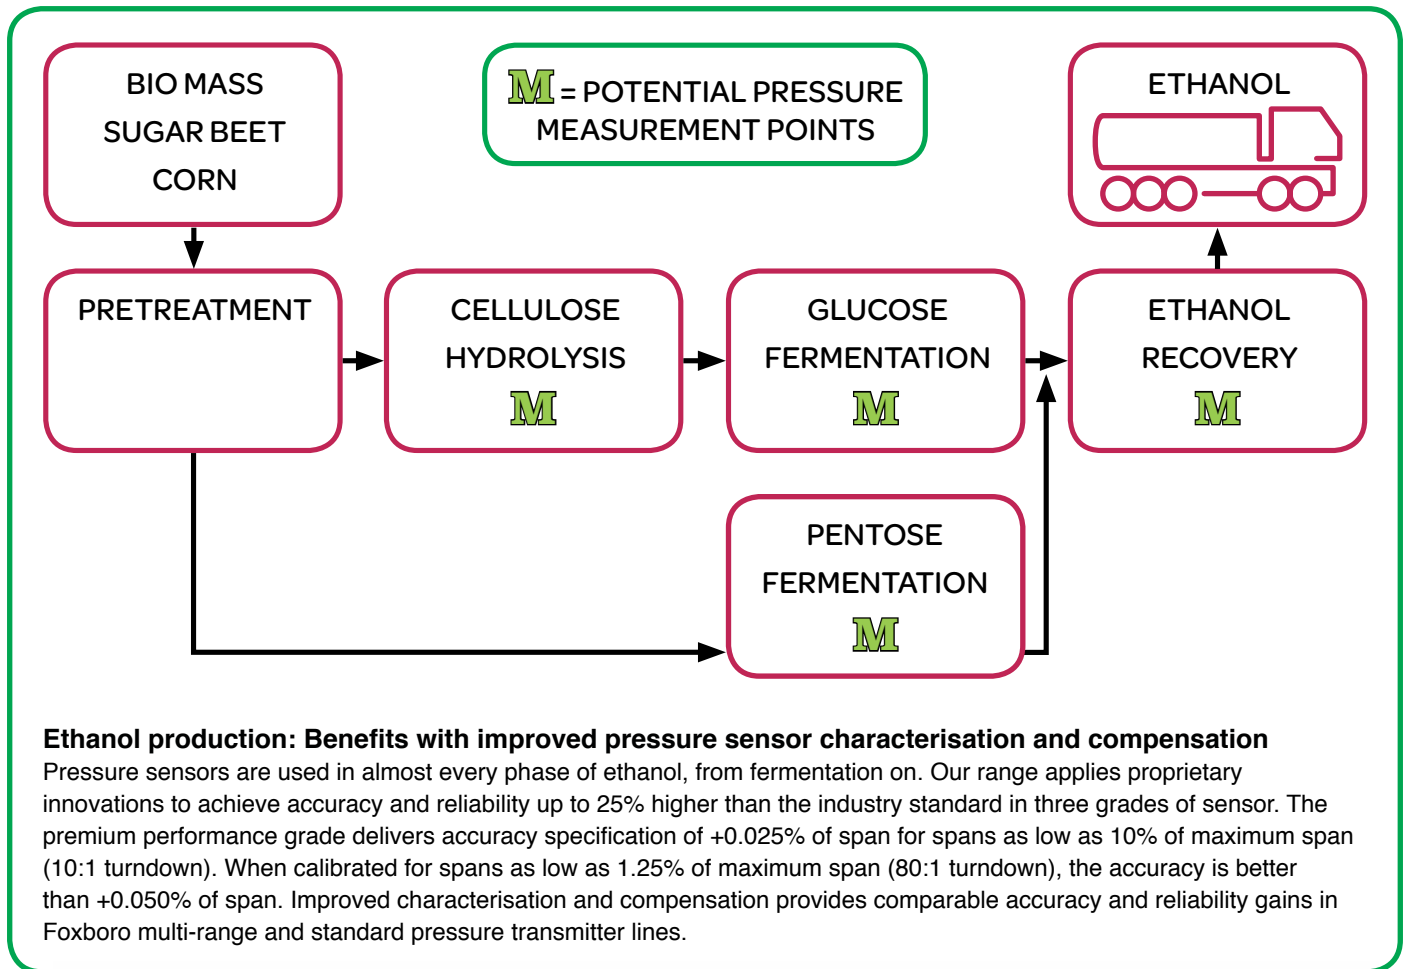 BIO MASS
SUGAR BEET
CORN
M = POTENTIAL PRESSURE
MEASUREMENT POINTS
ETHANOL
PRETREATMENT
CELLULOSE
HYDROLYSIS
M
GLUCOSE
FERMENTATION
M
ETHANOL
RECOVERY
M
PENTOSE
FERMENTATION
M
Ethanol production: Benefits with improved pressure sensor characterisation and compensation
Pressure sensors are used in almost every phase of ethanol, from fermentation on. Our range applies proprietary
innovations to achieve accuracy and reliability up to 25% higher than the industry standard in three grades of sensor. The
premium performance grade delivers accuracy specification of +0.025% of span for spans as low as 10% of maximum span
(10:1 turndown). When calibrated for spans as low as 1.25% of maximum span (80:1 turndown), the accuracy is better
than +0.050% of span. Improved characterisation and compensation provides comparable accuracy and reliability gains in
Foxboro multi-range and standard pressure transmitter lines.